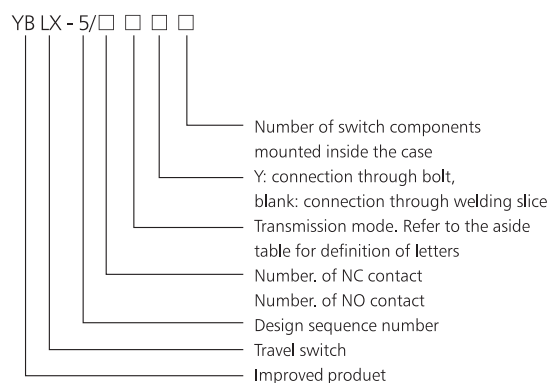 YB LX - 5/□ □ □ □
Number of switch components
mounted inside the case
Y: connection through bolt,
blank: connection through welding slice
Transmission mode. Refer to the aside
table for definition of letters
Number. of NC contact
Number. of NO contact
Design sequence number
Travel switch
Improved produet